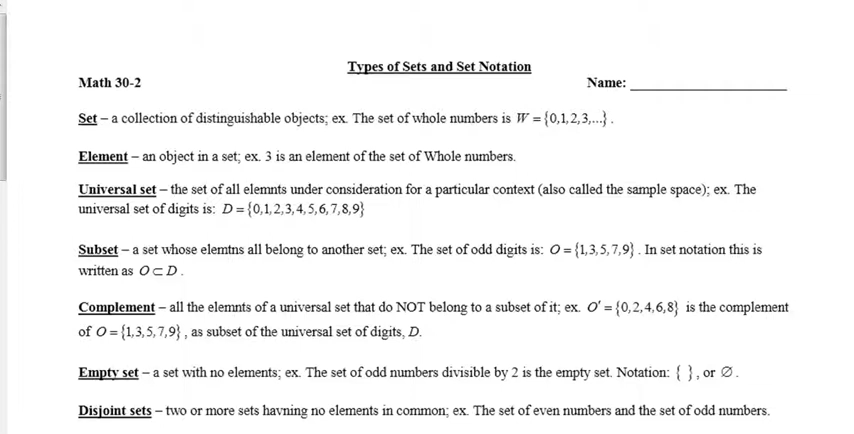 Types of Sets and Set Notation
Math 30-2 Name:
Set – a collection of distinguishable objects; ex. The set of whole numbers is W = {0,1,2,3,...} .
Element – an object in a set; ex. 3 is an element of the set of Whole numbers.
Universal set – the set of all elemnts under consideration for a particular context (also called the sample space); ex. The
universal set of digits is: D = {0,1,2,3,4,5,6,7,8,9}
Subset – a set whose elemtns all belong to another set; ex. The set of odd digits is: O = {1,3,5,7,9} . In set notation this is
written as O ⊂ D .
Complement – all the elemnts of a universal set that do NOT belong to a subset of it; ex. O′ = {0,2,4,6,8} is the complement
of O = {1,3,5,7,9} , as subset of the universal set of digits, D.
Empty set – a set with no elements; ex. The set of odd numbers divisible by 2 is the empty set. Notation: { } , or ∅ .
Disjoint sets – two or more sets havning no elements in common; ex. The set of even numbers and the set of odd numbers.